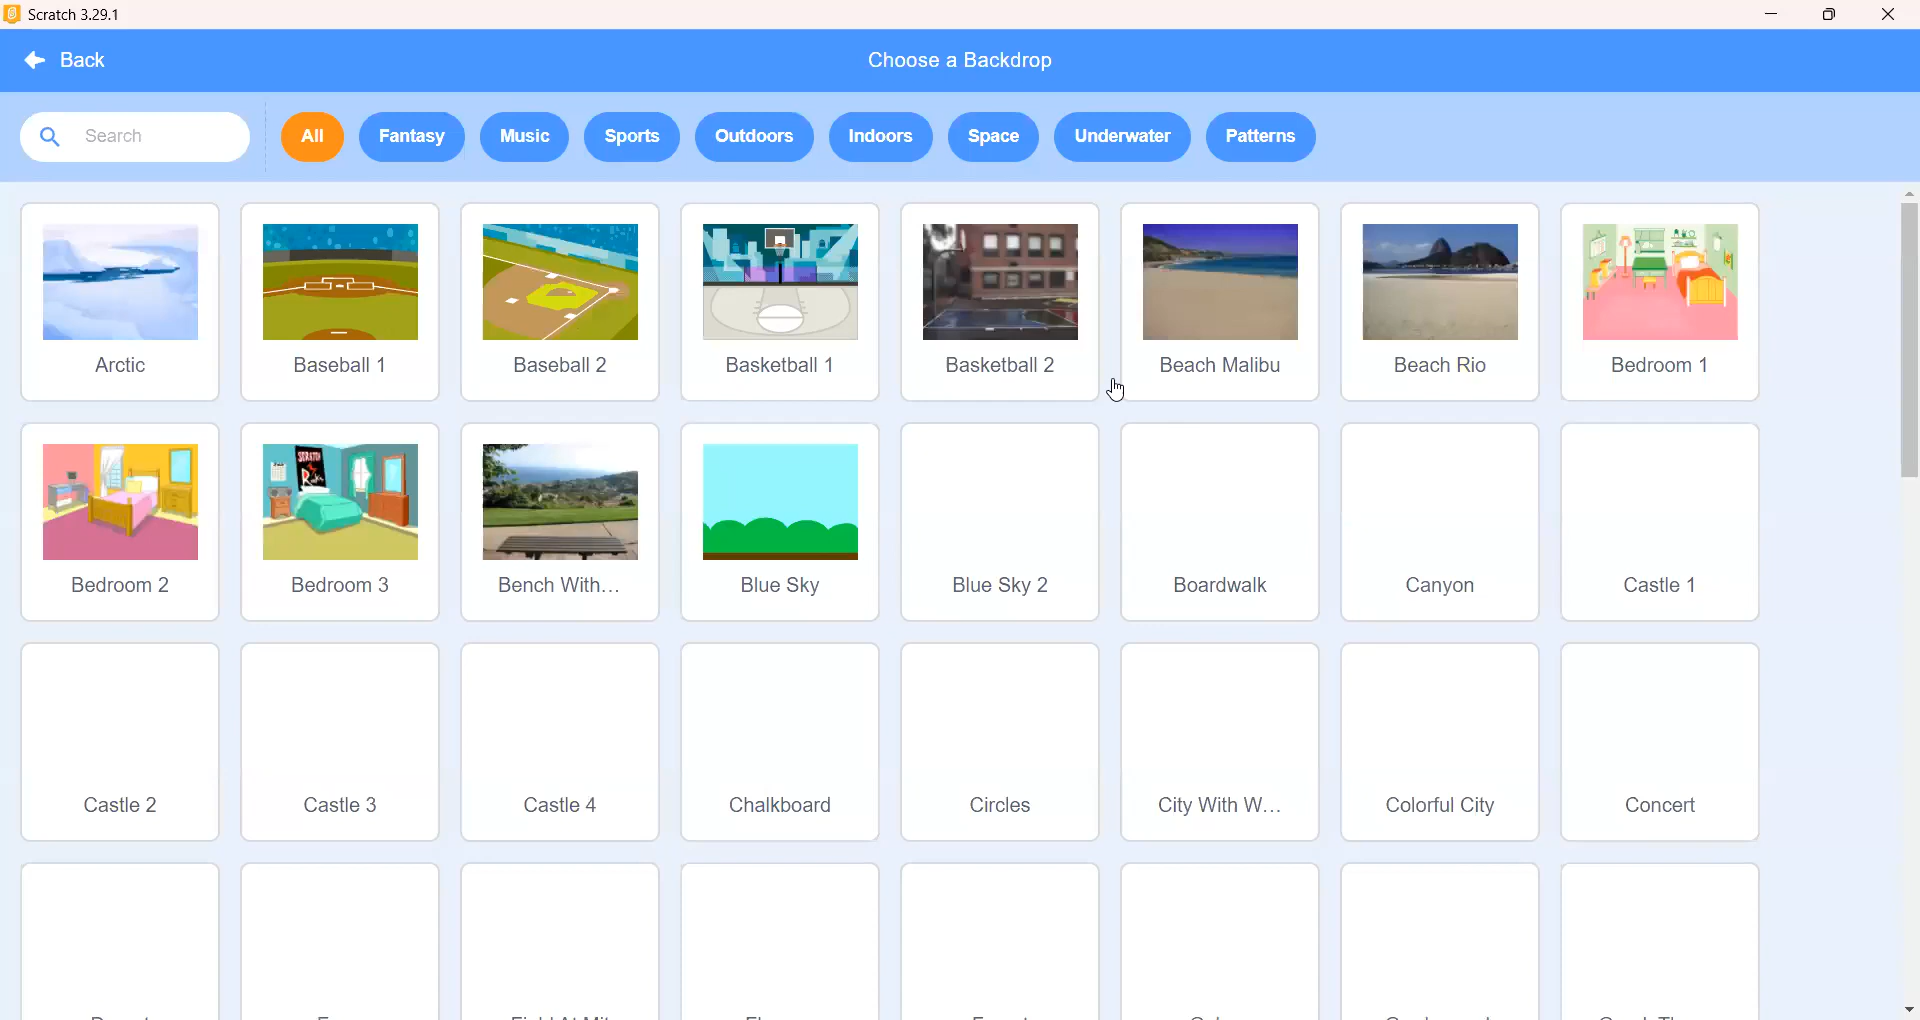 Scratch 3.29.1
Back
Choose a Backdrop
Search
All
Fantasy
Music
Sports
Outdoors
Indoors
Space
Underwater
Patterns
Arctic
Baseball 1
Baseball 2
Basketball 1
Basketball 2
Beach Malibu
Beach Rio
Bedroom 1
SCRATCH
Bedroom 2
Bedroom 3
Bench With...
Blue Sky
Blue Sky 2
Boardwalk
Canyon
Castle 1
Castle 2
Castle 3
Castle 4
Chalkboard
Circles
City With W...
Colorful City
Concert